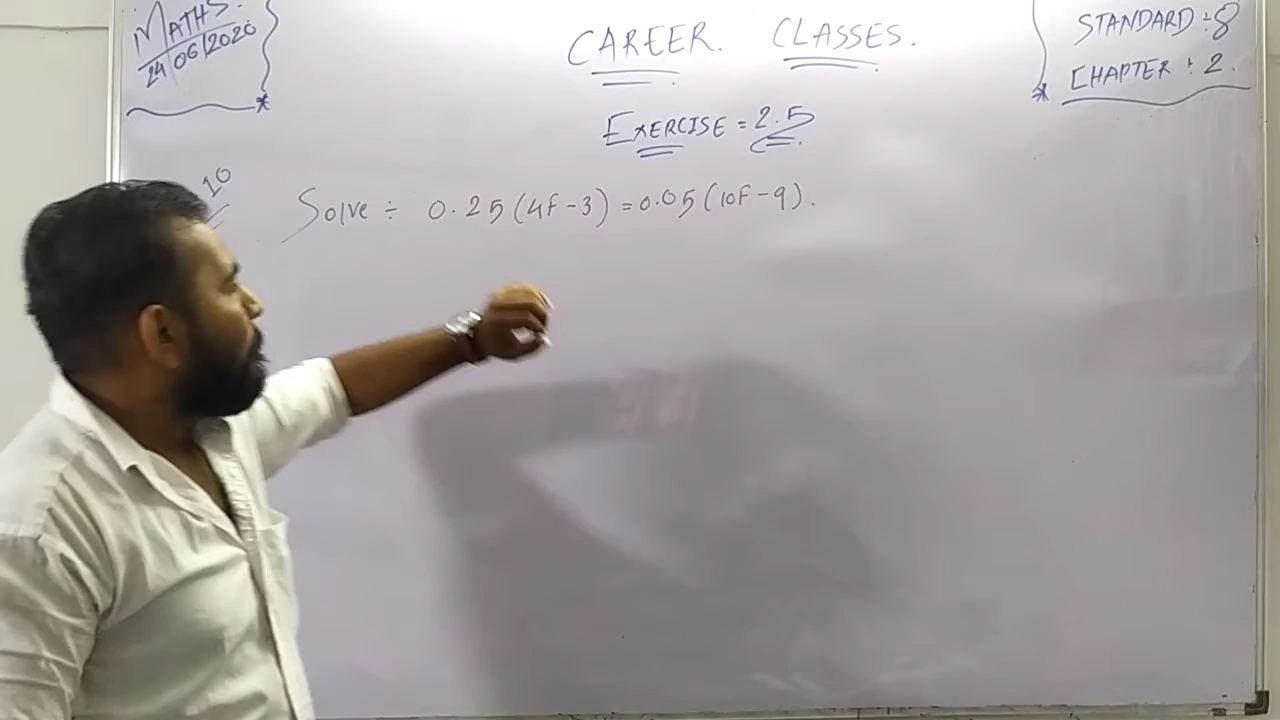 MATHS.
24/06/2020
CAREER. CLASSES.
STANDARD :- 8
CHAPTER : 2.
EXERCISE = 2.5
10
Solve ÷ 0.25(4F-3) = 0.05(10F-9).